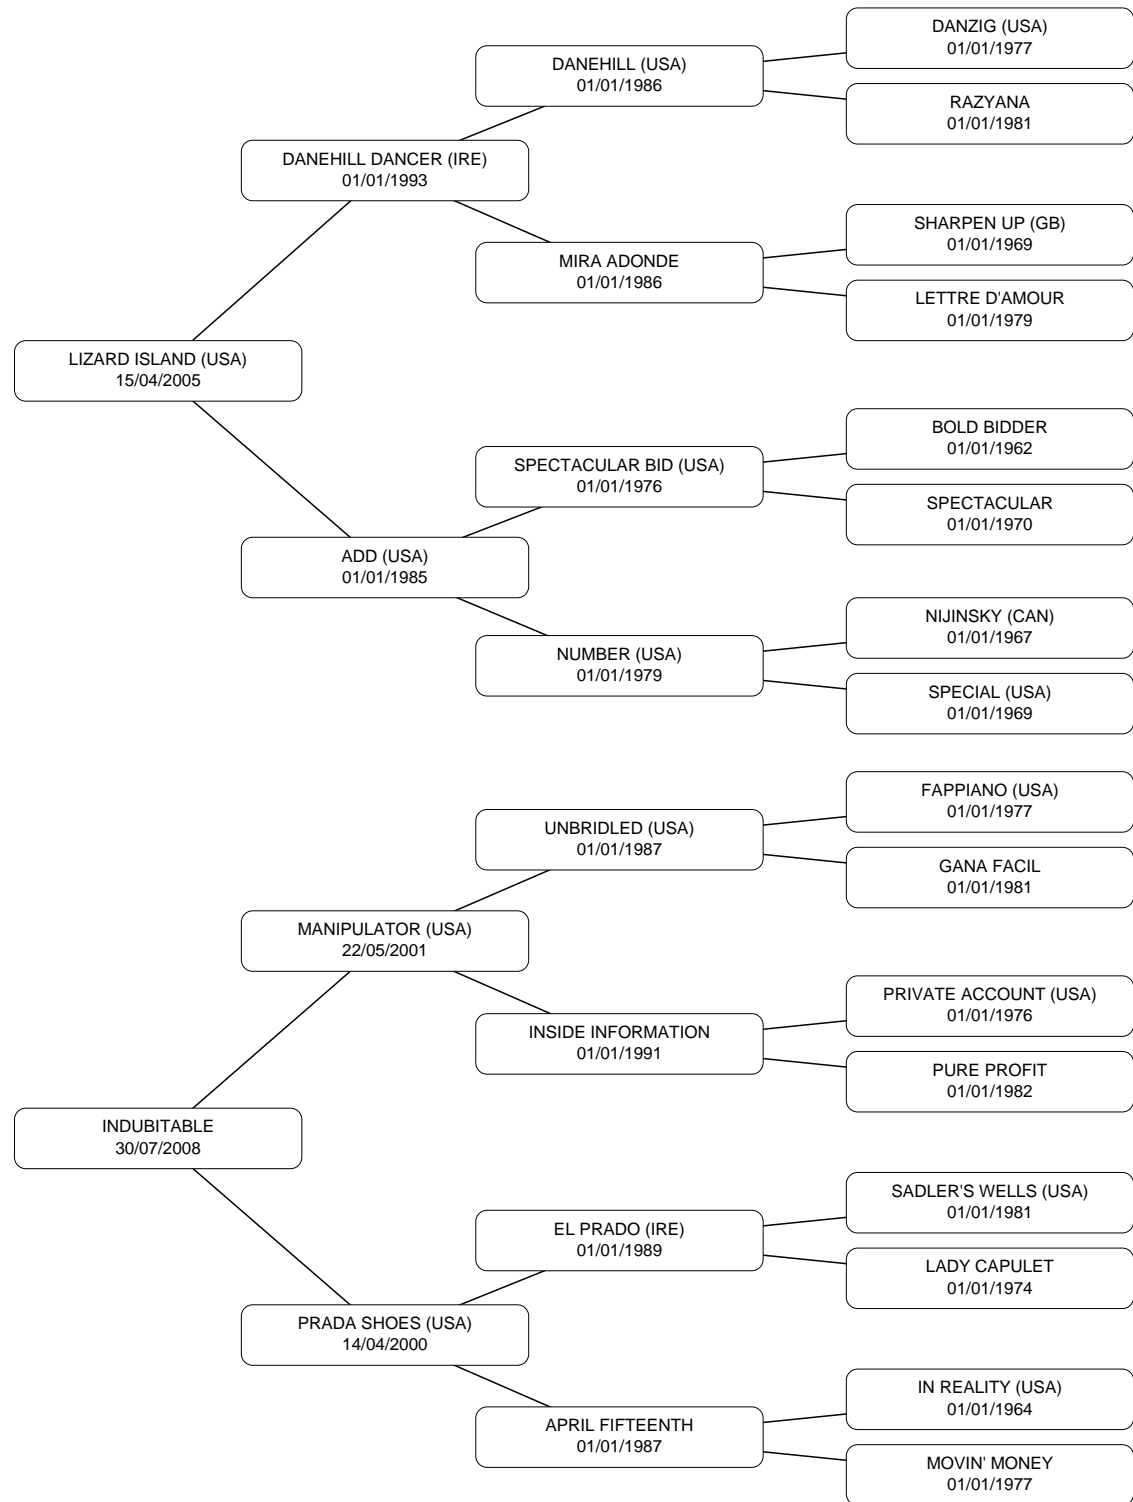 DANZIG (USA)
01/01/1977
DANEHILL (USA)
01/01/1986
RAZYANA
01/01/1981
DANEHILL DANCER (IRE)
01/01/1993
SHARPEN UP (GB)
01/01/1969
MIRA ADONDE
01/01/1986
LETTRE D'AMOUR
01/01/1979
LIZARD ISLAND (USA)
15/04/2005
BOLD BIDDER
01/01/1962
SPECTACULAR BID (USA)
01/01/1976
SPECTACULAR
01/01/1970
ADD (USA)
01/01/1985
NIJINSKY (CAN)
01/01/1967
NUMBER (USA)
01/01/1979
SPECIAL (USA)
01/01/1969
FAPPIANO (USA)
01/01/1977
UNBRIDLED (USA)
01/01/1987
GANA FACIL
01/01/1981
MANIPULATOR (USA)
22/05/2001
PRIVATE ACCOUNT (USA)
01/01/1976
INSIDE INFORMATION
01/01/1991
PURE PROFIT
01/01/1982
INDUBITABLE
30/07/2008
SADLER'S WELLS (USA)
01/01/1981
EL PRADO (IRE)
01/01/1989
LADY CAPULET
01/01/1974
PRADA SHOES (USA)
14/04/2000
IN REALITY (USA)
01/01/1964
APRIL FIFTEENTH
01/01/1987
MOVIN' MONEY
01/01/1977